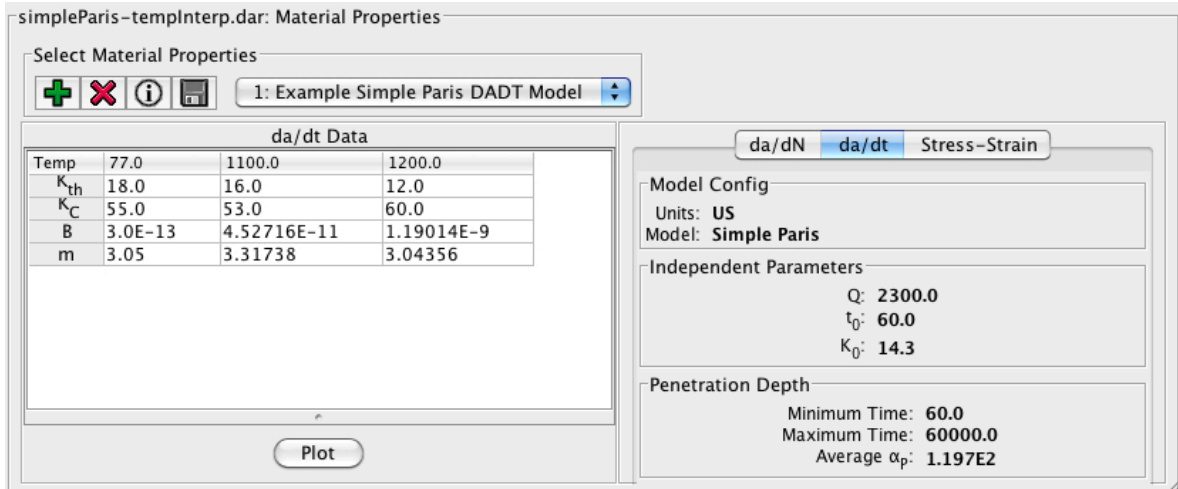 simpleParis-tempInterp.dar: Material Properties
Select Material Properties
1: Example Simple Paris DADT Model
da/dt Data
Temp 77.0 1100.0 1200.0
Kth 18.0 16.0 12.0
KC 55.0 53.0 60.0
B 3.0E-13 4.52716E-11 1.19014E-9
m 3.05 3.31738 3.04356
Plot
da/dN da/dt Stress-Strain
Model Config
Units: US
Model: Simple Paris
Independent Parameters
Q: 2300.0
t0: 60.0
K0: 14.3
Penetration Depth
Minimum Time: 60.0
Maximum Time: 60000.0
Average αp: 1.197E2